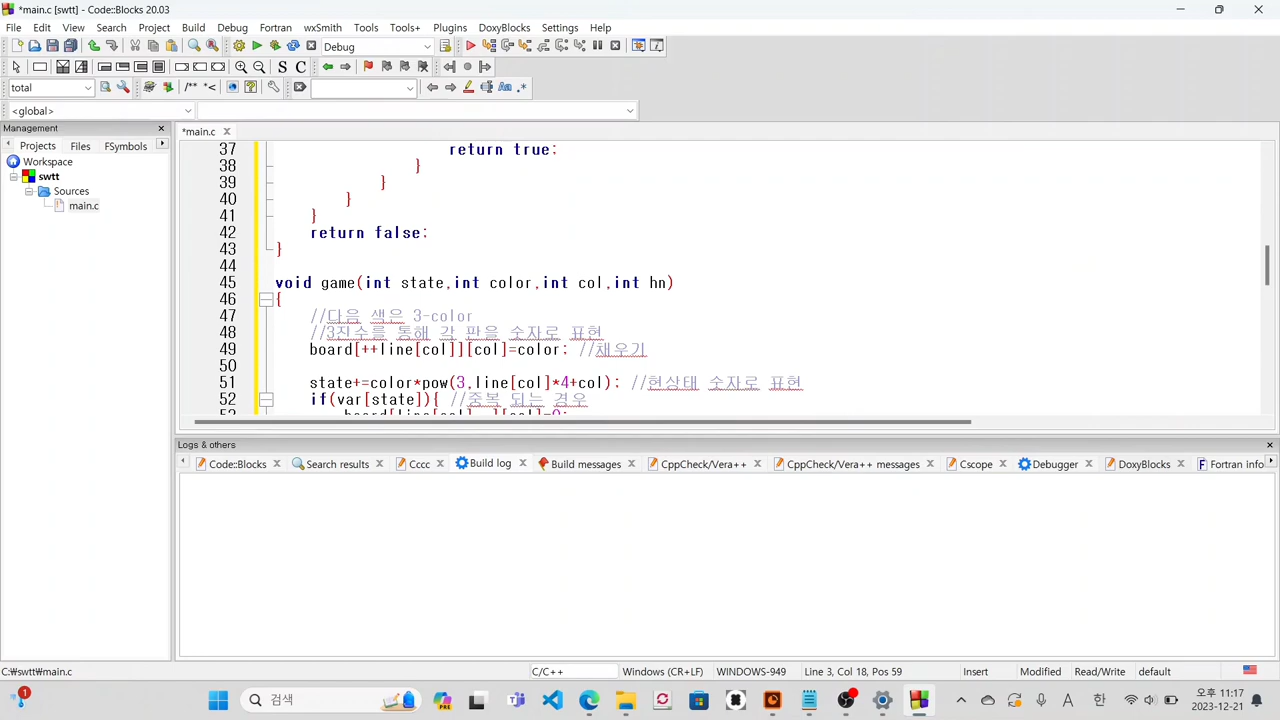 *main.c [swtt] - Code::Blocks 20.03
File Edit View Search Project Build Debug Fortran wxSmith Tools Tools+ Plugins DoxyBlocks Settings Help
Debug
S C
total
/** *<
Aa .*
<global>
Management
*main.c
Projects Files FSymbols
Workspace
swtt
Sources
main.c
37 return true;
38 }
39 }
40 }
41 }
42 return false;
43 }
44
45 void game(int state,int color,int col,int hn)
46 {
47 //다음 색은 3-color
48 //3진수를 통해 각 판을 숫자로 표현
49 board[++line[col]][col]=color; //채우기
50
51 state+=color*pow(3,line[col]*4+col); //현상태 숫자로 표현
52 if(var[state]){ //중복 되는 경우
Logs & others
Code::Blocks Search results Cccc Build log Build messages CppCheck/Vera++ CppCheck/Vera++ messages Cscope Debugger DoxyBlocks Fortran info
C:₩swtt₩main.c C/C++ Windows (CR+LF) WINDOWS-949 Line 3, Col 18, Pos 59 Insert Modified Read/Write default
1 검색 A 한 오후 11:17
2023-12-21